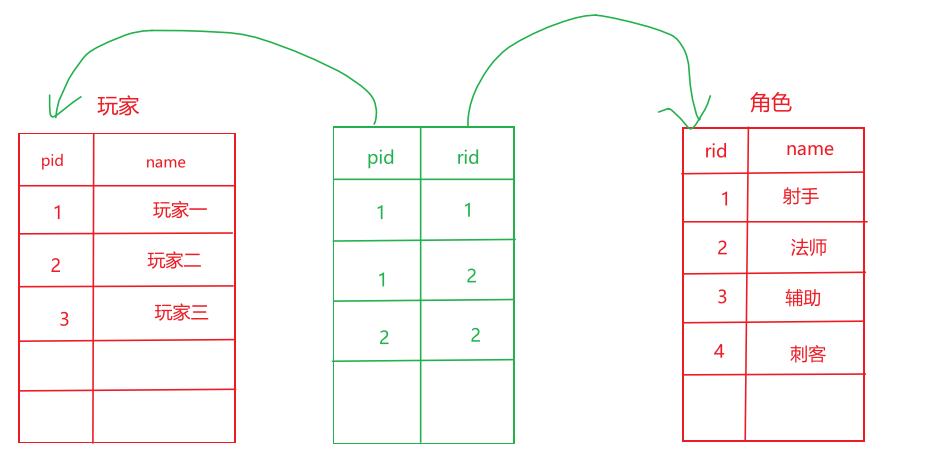 玩家
pid name
1 玩家一
2 玩家二
3 玩家三
pid rid
1 1
1 2
2 2
角色
rid name
1 射手
2 法师
3 辅助
4 刺客